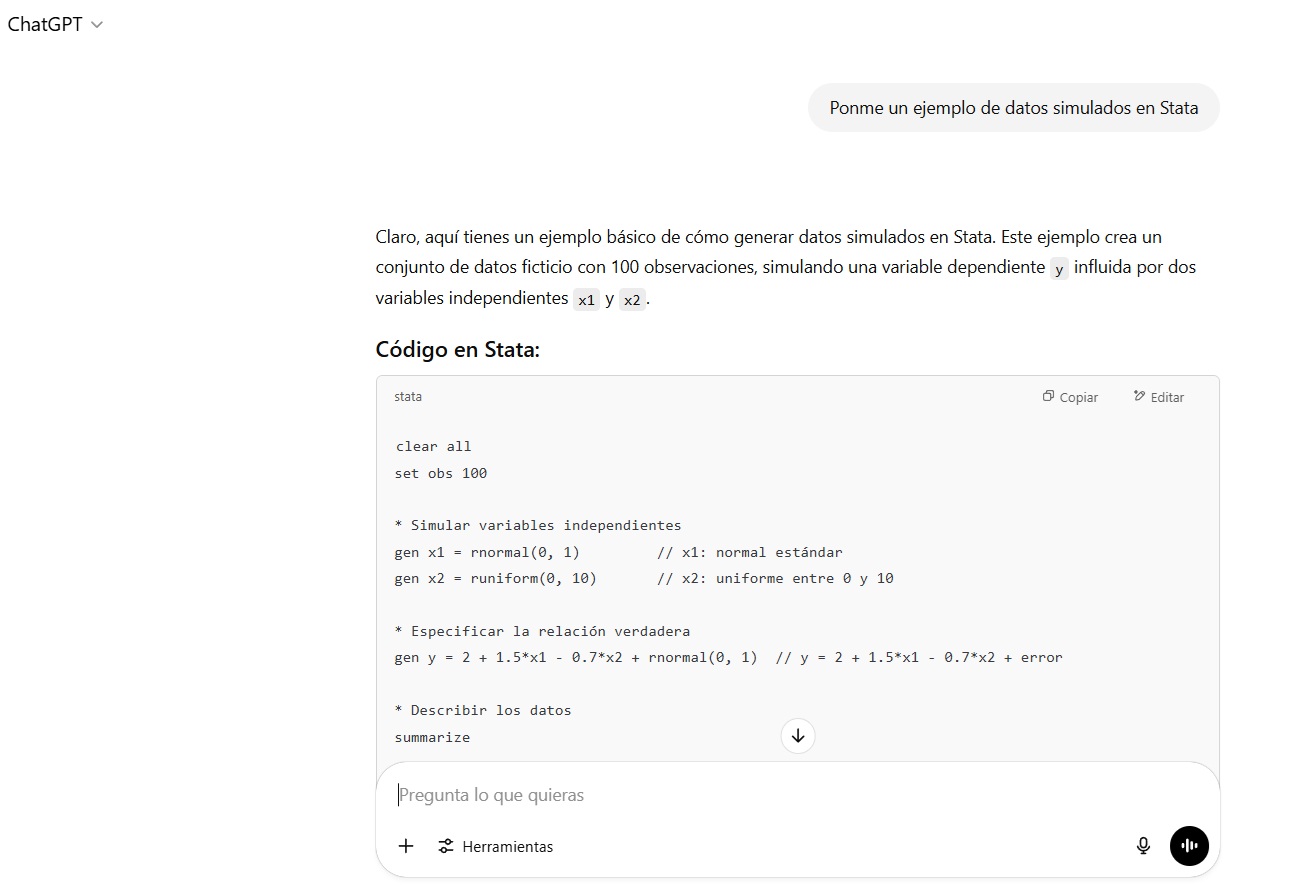 ChatGPT
Ponme un ejemplo de datos simulados en Stata
Claro, aquí tienes un ejemplo básico de cómo generar datos simulados en Stata. Este ejemplo crea un
conjunto de datos ficticio con 100 observaciones, simulando una variable dependiente y influida por dos
variables independientes x1 y x2.
Código en Stata:
stata
Copiar
Editar
clear all
set obs 100
* Simular variables independientes
gen x1 = rnormal(0, 1)         // x1: normal estándar
gen x2 = runiform(0, 10)       // x2: uniforme entre 0 y 10
* Especificar la relación verdadera
gen y = 2 + 1.5*x1 - 0.7*x2 + rnormal(0, 1)  // y = 2 + 1.5*x1 - 0.7*x2 + error
* Describir los datos
summarize
Pregunta lo que quieras
Herramientas